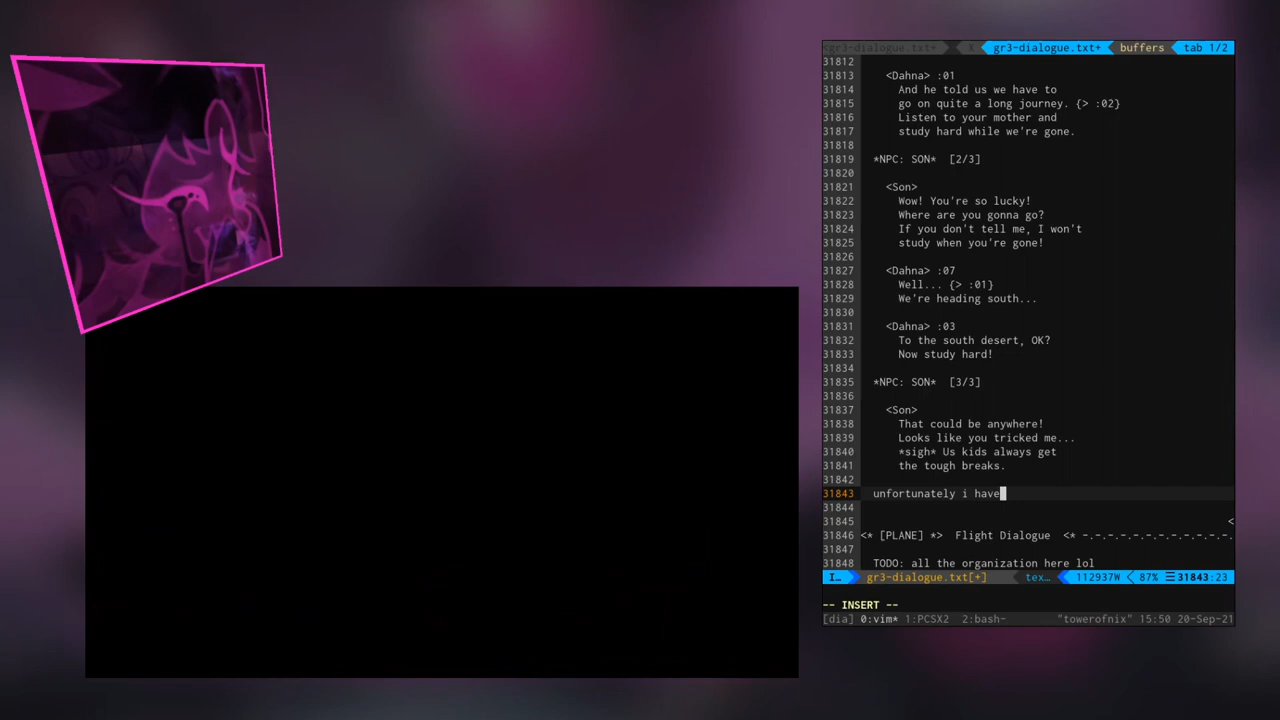 <gr3-dialogue.txt+ X gr3-dialogue.txt+ buffers tab 1/2
31812
31813 <Dahna> :01
31814 And he told us we have to
31815 go on quite a long journey. {> :02}
31816 Listen to your mother and
31817 study hard while we're gone.
31818
31819 *NPC: SON* [2/3]
31820
31821 <Son>
31822 Wow! You're so lucky!
31823 Where are you gonna go?
31824 If you don't tell me, I won't
31825 study when you're gone!
31826
31827 <Dahna> :07
31828 Well... {> :01}
31829 We're heading south...
31830
31831 <Dahna> :03
31832 To the south desert, OK?
31833 Now study hard!
31834
31835 *NPC: SON* [3/3]
31836
31837 <Son>
31838 That could be anywhere!
31839 Looks like you tricked me...
31840 *sigh* Us kids always get
31841 the tough breaks.
31842
31843 unfortunately i have
31844
31845 <
31846 <* [PLANE] *> Flight Dialogue <* -.-.-.-.-.-.-.-.-.-.-.-.
31847
31848 TODO: all the organization here lol
I… gr3-dialogue.txt[+] tex… 112937W 87% ☰31843:23
-- INSERT --
[dia] 0:vim* 1:PCSX2 2:bash- "towerofnix" 15:50 20-Sep-21